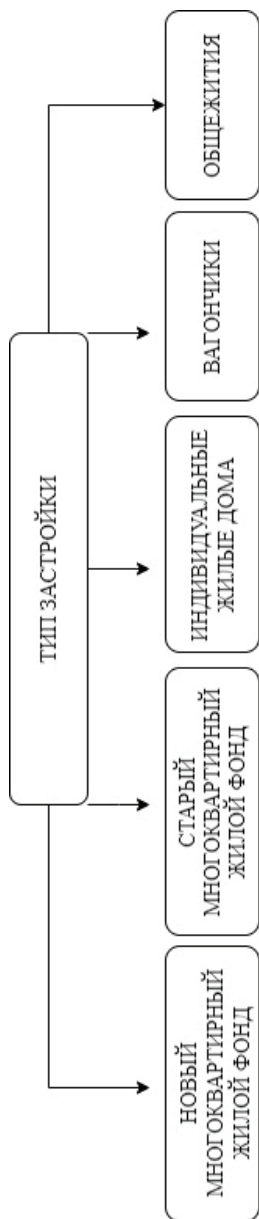 ТИП ЗАСТРОЙКИ
НОВЫЙ
МНОГОКВАРТИРНЫЙ
ЖИЛОЙ ФОНД
СТАРЫЙ
МНОГОКВАРТИРНЫЙ
ЖИЛОЙ ФОНД
ИНДИВИДУАЛЬНЫЕ
ЖИЛЫЕ ДОМА
ВАГОНЧИКИ
ОБЩЕЖИТИЯ